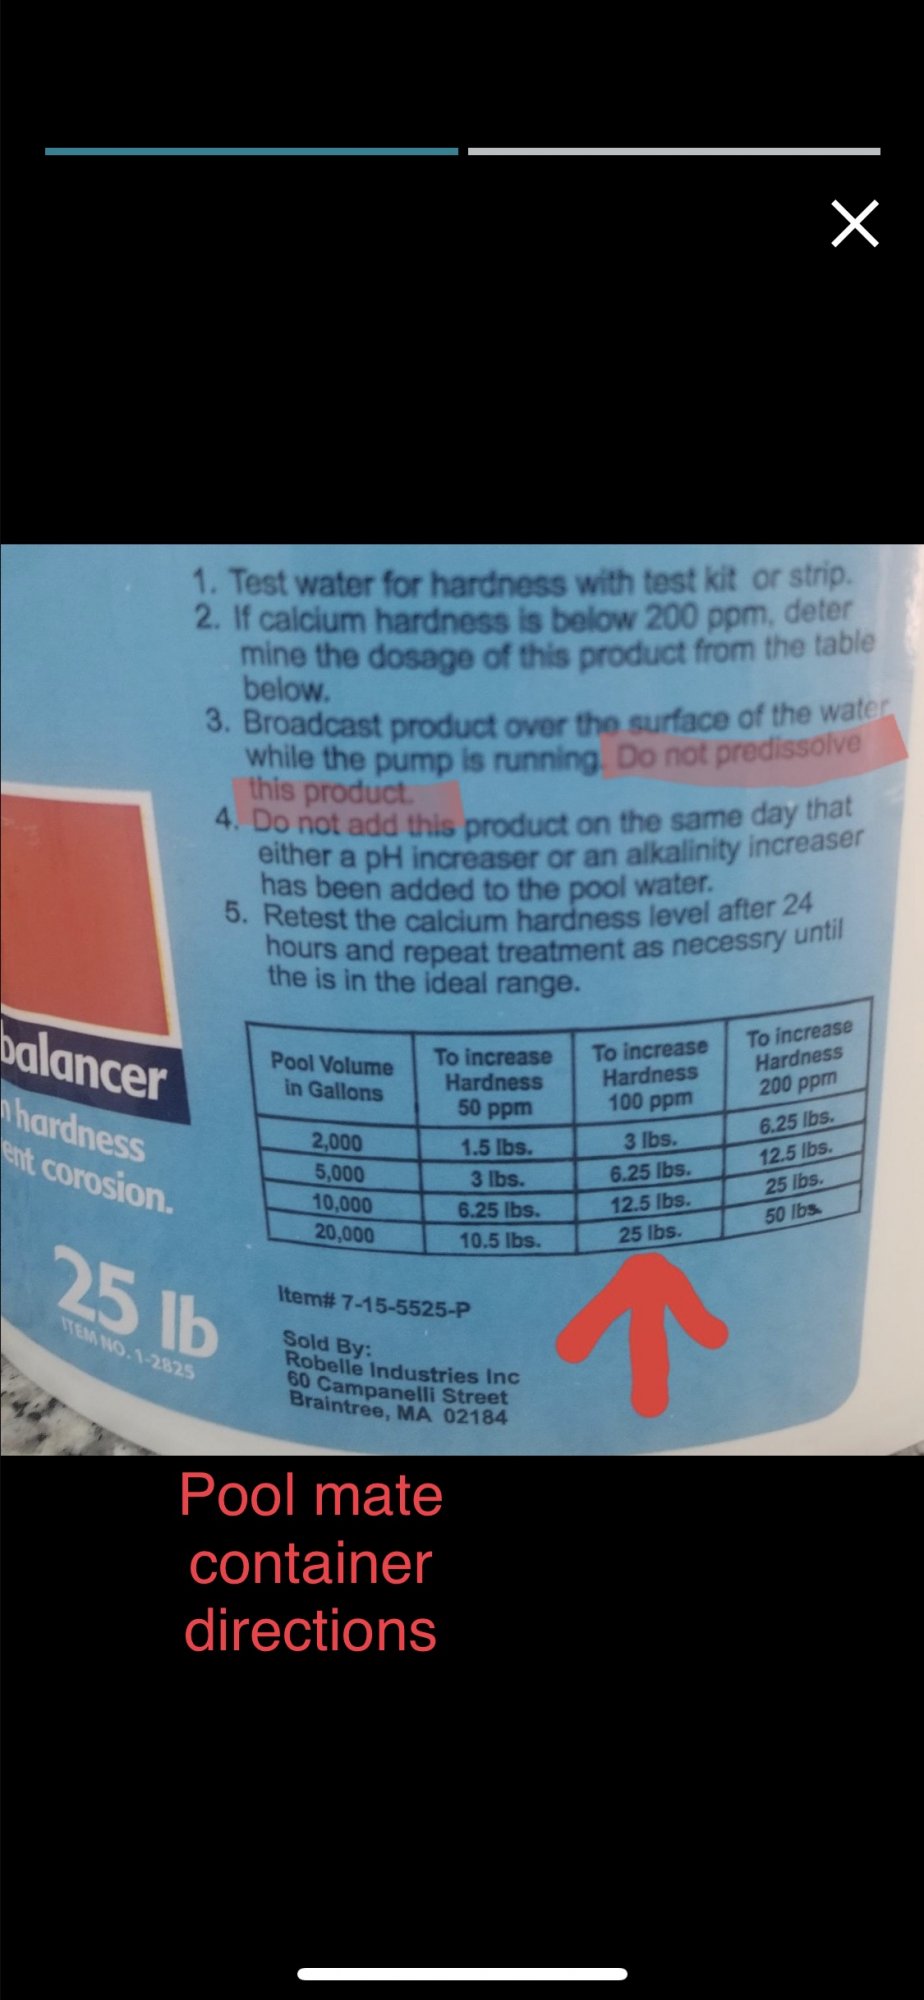 1. Test water for hardness with test kit or strip.
2. If calcium hardness is below 200 ppm, deter
mine the dosage of this product from the table
below.
3. Broadcast product over the surface of the water
while the pump is running. Do not predissolve
this product.
4. Do not add this product on the same day that
either a pH increaser or an alkalinity increaser
has been added to the pool water.
5. Retest the calcium hardness level after 24
hours and repeat treatment as necessry until
the is in the ideal range.
balancer
hardness
corosion.
25 lb
ITEM NO. 1-2825
Pool Volume in Gallons To increase Hardness 50 ppm To increase Hardness 100 ppm To increase Hardness 200 ppm
2,000 1.5 lbs. 3 lbs. 6.25 lbs.
5,000 3 lbs. 6.25 lbs. 12.5 lbs.
10,000 6.25 lbs. 12.5 lbs. 25 lbs.
20,000 10.5 lbs. 25 lbs. 50 lbs.
Item# 7-15-5525-P
Sold By:
Robelle Industries Inc
60 Campanelli Street
Braintree, MA 02184
Pool mate
container
directions